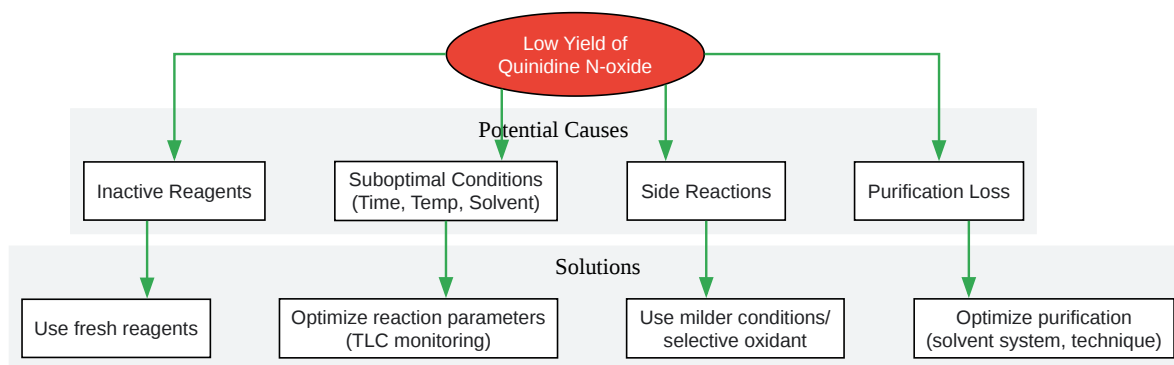 Low Yield of
Quinidine N-oxide
Potential Causes
Inactive Reagents
Suboptimal Conditions
(Time, Temp, Solvent)
Side Reactions
Purification Loss
Solutions
Use fresh reagents
Optimize reaction parameters
(TLC monitoring)
Use milder conditions/
selective oxidant
Optimize purification
(solvent system, technique)